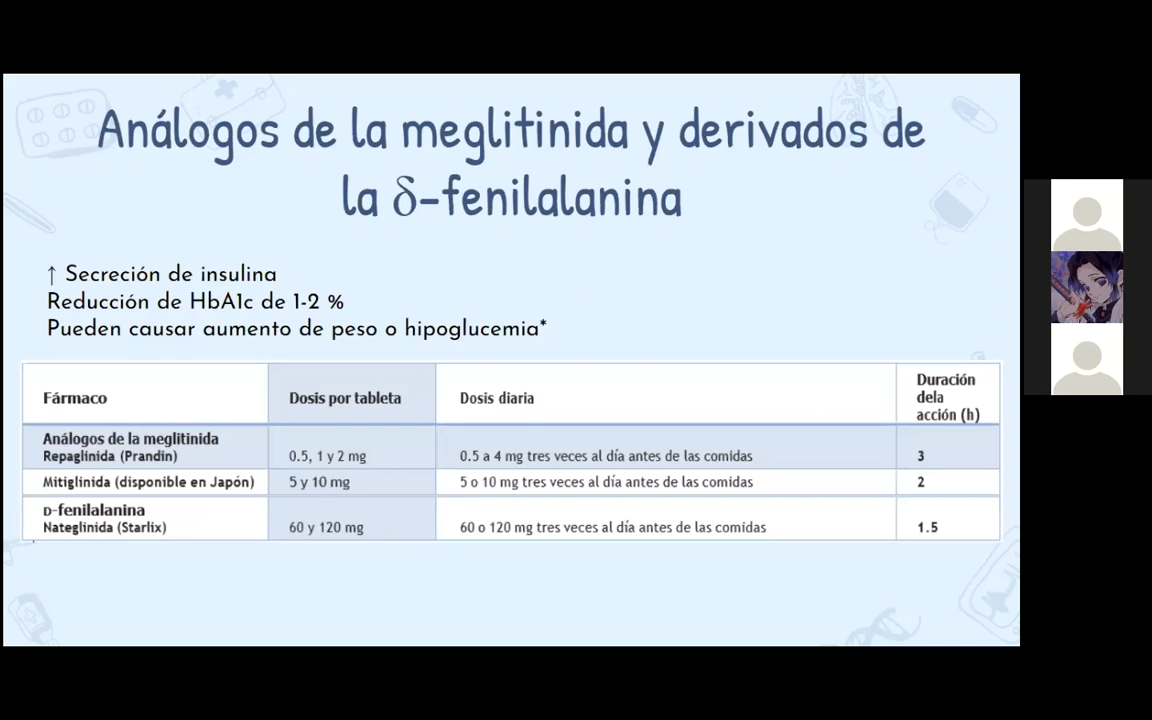 Análogos de la meglitinida y derivados de
la δ-fenilalanina
↑ Secreción de insulina
Reducción de HbA1c de 1-2 %
Pueden causar aumento de peso o hipoglucemia*
Fármaco
Dosis por tableta
Dosis diaria
Duración
dela
acción (h)
Análogos de la meglitinida
Repaglinida (Prandin)
0.5, 1 y 2 mg
0.5 a 4 mg tres veces al día antes de las comidas
3
Mitiglinida (disponible en Japón)
5 y 10 mg
5 o 10 mg tres veces al día antes de las comidas
2
D-fenilalanina
Nateglinida (Starlix)
60 y 120 mg
60 o 120 mg tres veces al día antes de las comidas
1.5